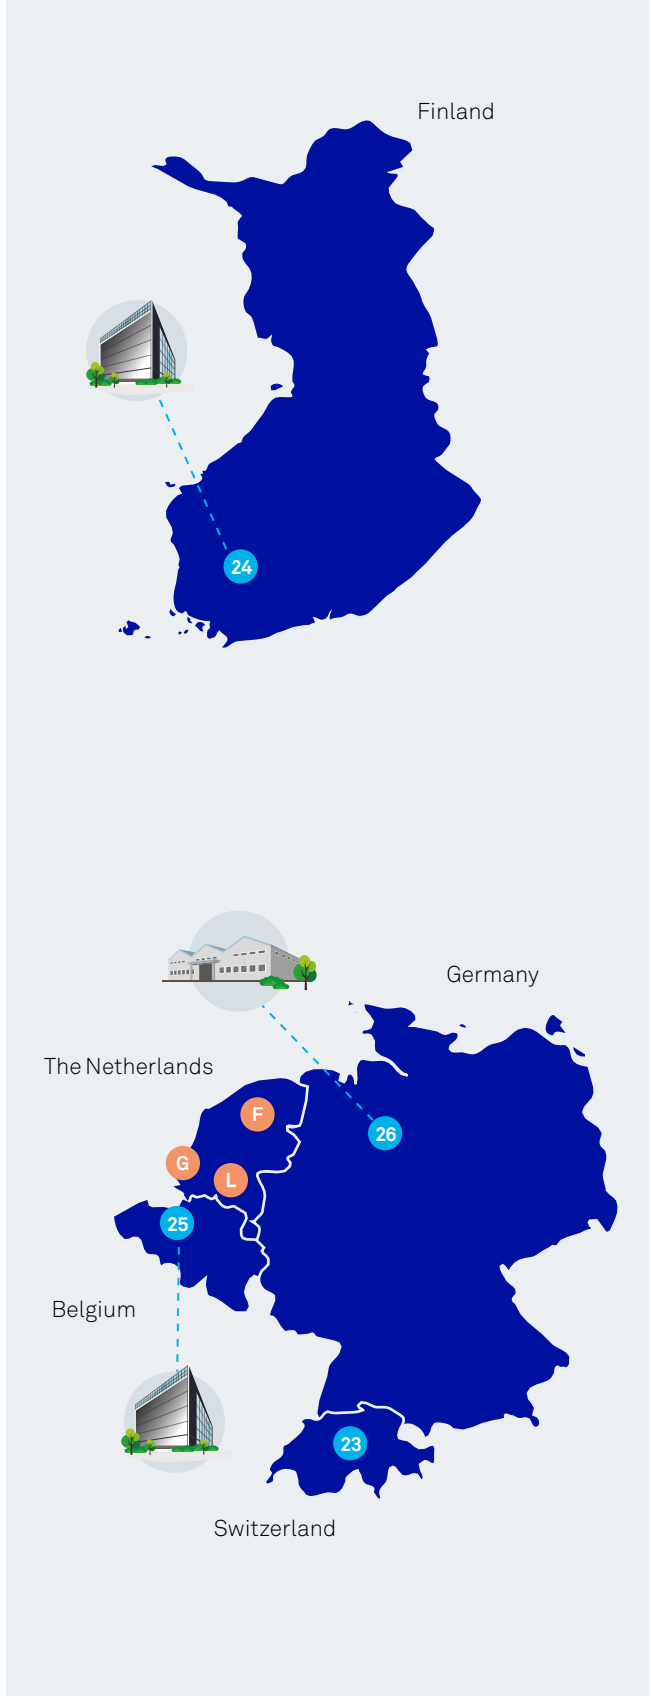 Finland
24
Germany
The Netherlands
F
26
G
L
25
Belgium
23
Switzerland